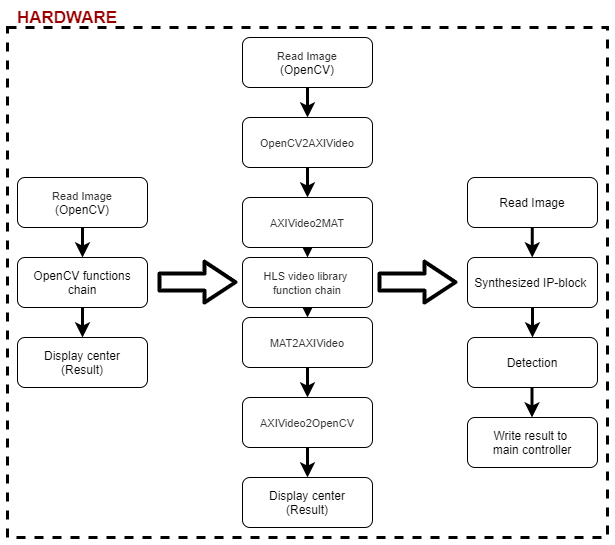 HARDWARE
Read Image
(OpenCV)
OpenCV functions
chain
Display center
(Result)
Read Image
(OpenCV)
OpenCV2AXIVideo
AXIVideo2MAT
HLS video library
function chain
MAT2AXIVideo
AXIVideo2OpenCV
Display center
(Result)
Read Image
Synthesized IP-block
Detection
Write result to
main controller